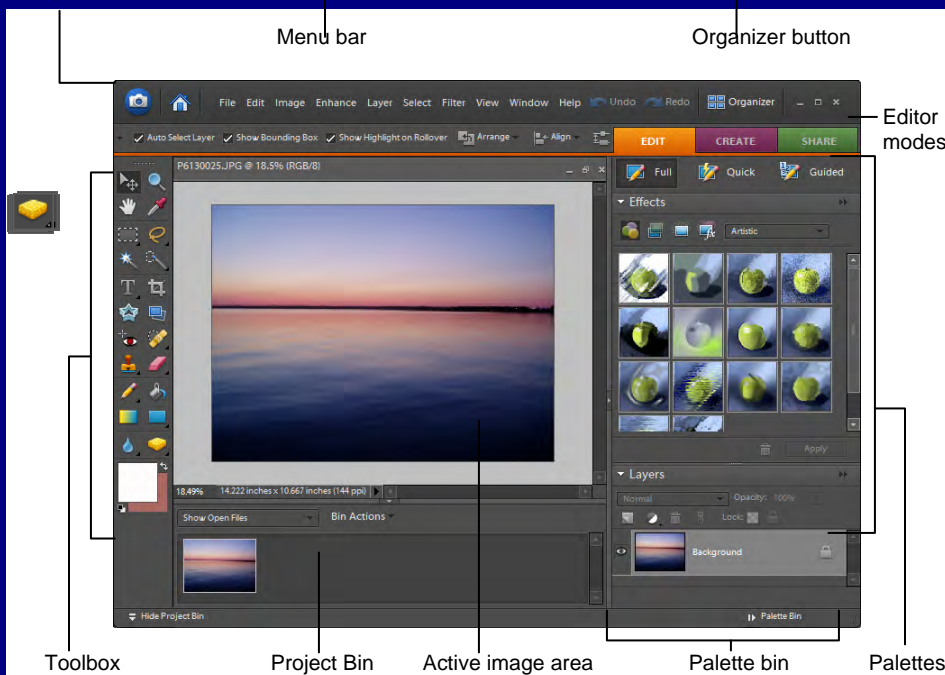 Menu bar Organizer button
File Edit Image Enhance Layer Select Filter View Window Help Undo Redo Organizer
Editor modes
Auto Select Layer Show Bounding Box Show Highlight on Rollover Arrange Align EDIT CREATE SHARE
P6130025.JPG @ 18.5% (RGB/8)
Full Quick Guided
Effects
Artistic
Apply
Layers
18.49% 14.222 inches x 10.667 inches (144 ppi)
Normal Opacity: 100%
Show Open Files Bin Actions
Lock:
Background
Hide Project Bin Palette Bin
Toolbox Project Bin Active image area Palette bin Palettes